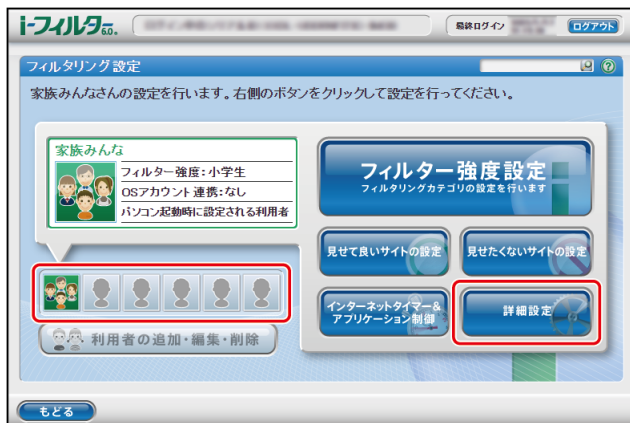 i-フィルター6.0.
最終ログイン
ログアウト
フィルタリング設定
家族みんなさんの設定を行います。右側のボタンをクリックして設定を行ってください。
家族みんな
フィルター強度：小学生
OSアカウント連携：なし
パソコン起動時に設定される利用者
利用者の追加・編集・削除
フィルター強度設定
フィルタリングカテゴリの設定を行います
見せて良いサイトの設定
見せたくないサイトの設定
インターネットタイマー＆
アプリケーション制御
詳細設定
もどる